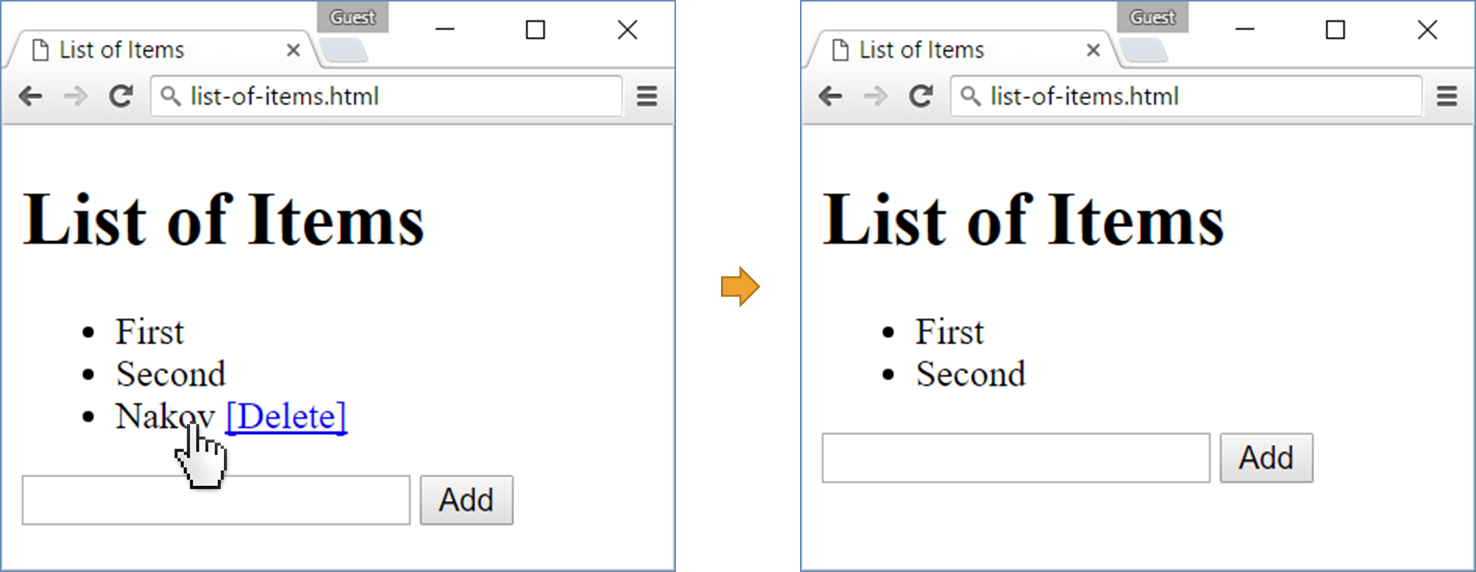 Guest
List of Items
list-of-items.html
List of Items
First
Second
Nakov [Delete]
Add
Guest
List of Items
list-of-items.html
List of Items
First
Second
Add